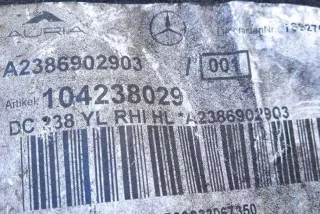 AURIA
A2386902903 / 001
Artikel: 104238029
DC 238 YL RHI HL *A2386902903